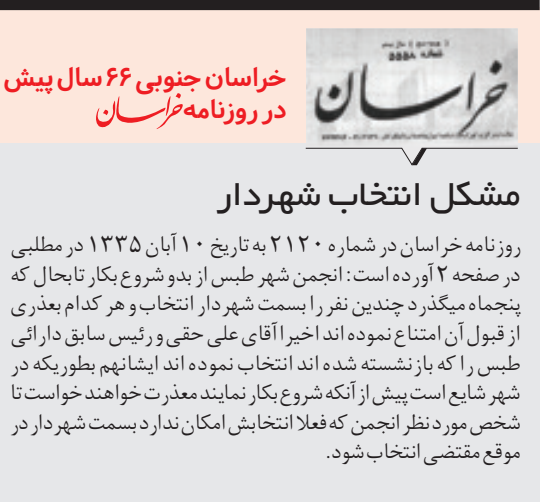 خراسان
شماره ۵۵۵۸
خراسان جنوبی ۶۶ سال پیش
در روزنامه خراسان
مشکل انتخاب شهردار
روزنامه خراسان در شماره ۲۱۲۰ به تاریخ ۱۰ آبان ۱۳۳۵ در مطلبی
در صفحه ۲ آورده است: انجمن شهر طبس از بدو شروع بکار تابحال که
پنجماه میگذرد چندین نفر را بسمت شهردار انتخاب و هر کدام بعذری
از قبول آن امتناع نموده اند اخیرا آقای علی حقی و رئیس سابق دارائی
طبس را که بازنشسته شده اند انتخاب نموده اند ایشانهم بطوریکه در
شهر شایع است پیش از آنکه شروع بکار نمایند معذرت خواهند خواست تا
شخص مورد نظر انجمن که فعلا انتخابش امکان ندارد بسمت شهردار در
موقع مقتضی انتخاب شود.